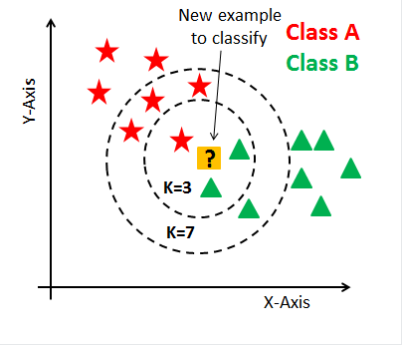 New example
to classify
Class A
Class B
Y-Axis
?
K=3
K=7
X-Axis